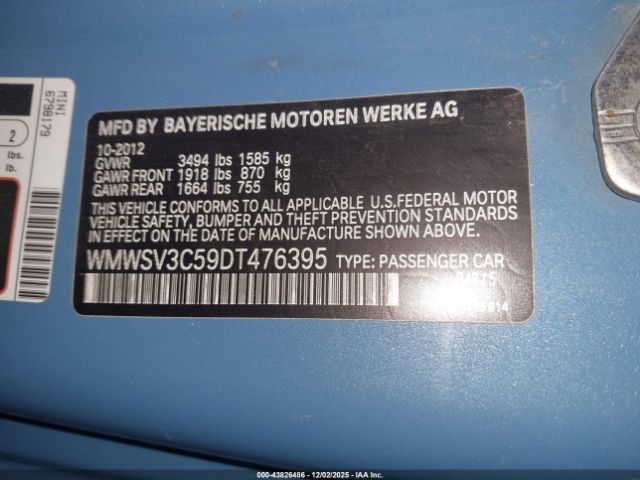 MINI
6798179
2
lbs.
lb.
MFD BY BAYERISCHE MOTOREN WERKE AG
10-2012
GVWR 3494 lbs 1585 kg
GAWR FRONT 1918 lbs 870 kg
GAWR REAR 1664 lbs 755 kg
THIS VEHICLE CONFORMS TO ALL APPLICABLE U.S.FEDERAL MOTOR
VEHICLE SAFETY, BUMPER AND THEFT PREVENTION STANDARDS
IN EFFECT ON THE DATE OF MANUFACTURE SHOWN ABOVE.
WMWSV3C59DT476395 TYPE: PASSENGER CAR
000-43826486 - 12/02/2025 - IAA Inc.